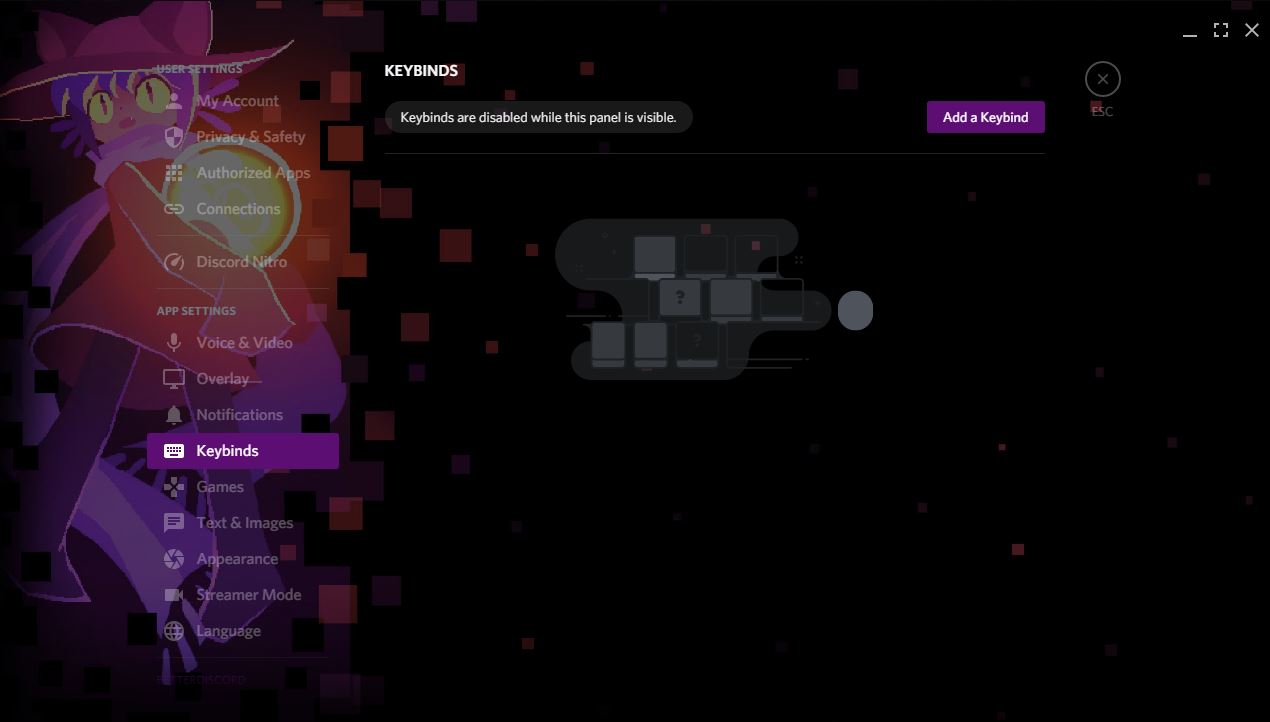 USER SETTINGS
My Account
Privacy & Safety
Authorized Apps
Connections
Discord Nitro
APP SETTINGS
Voice & Video
Overlay
Notifications
Keybinds
Games
Text & Images
Appearance
Streamer Mode
Language
BETTERDISCORD
KEYBINDS
Keybinds are disabled while this panel is visible.
Add a Keybind
ESC
?
?